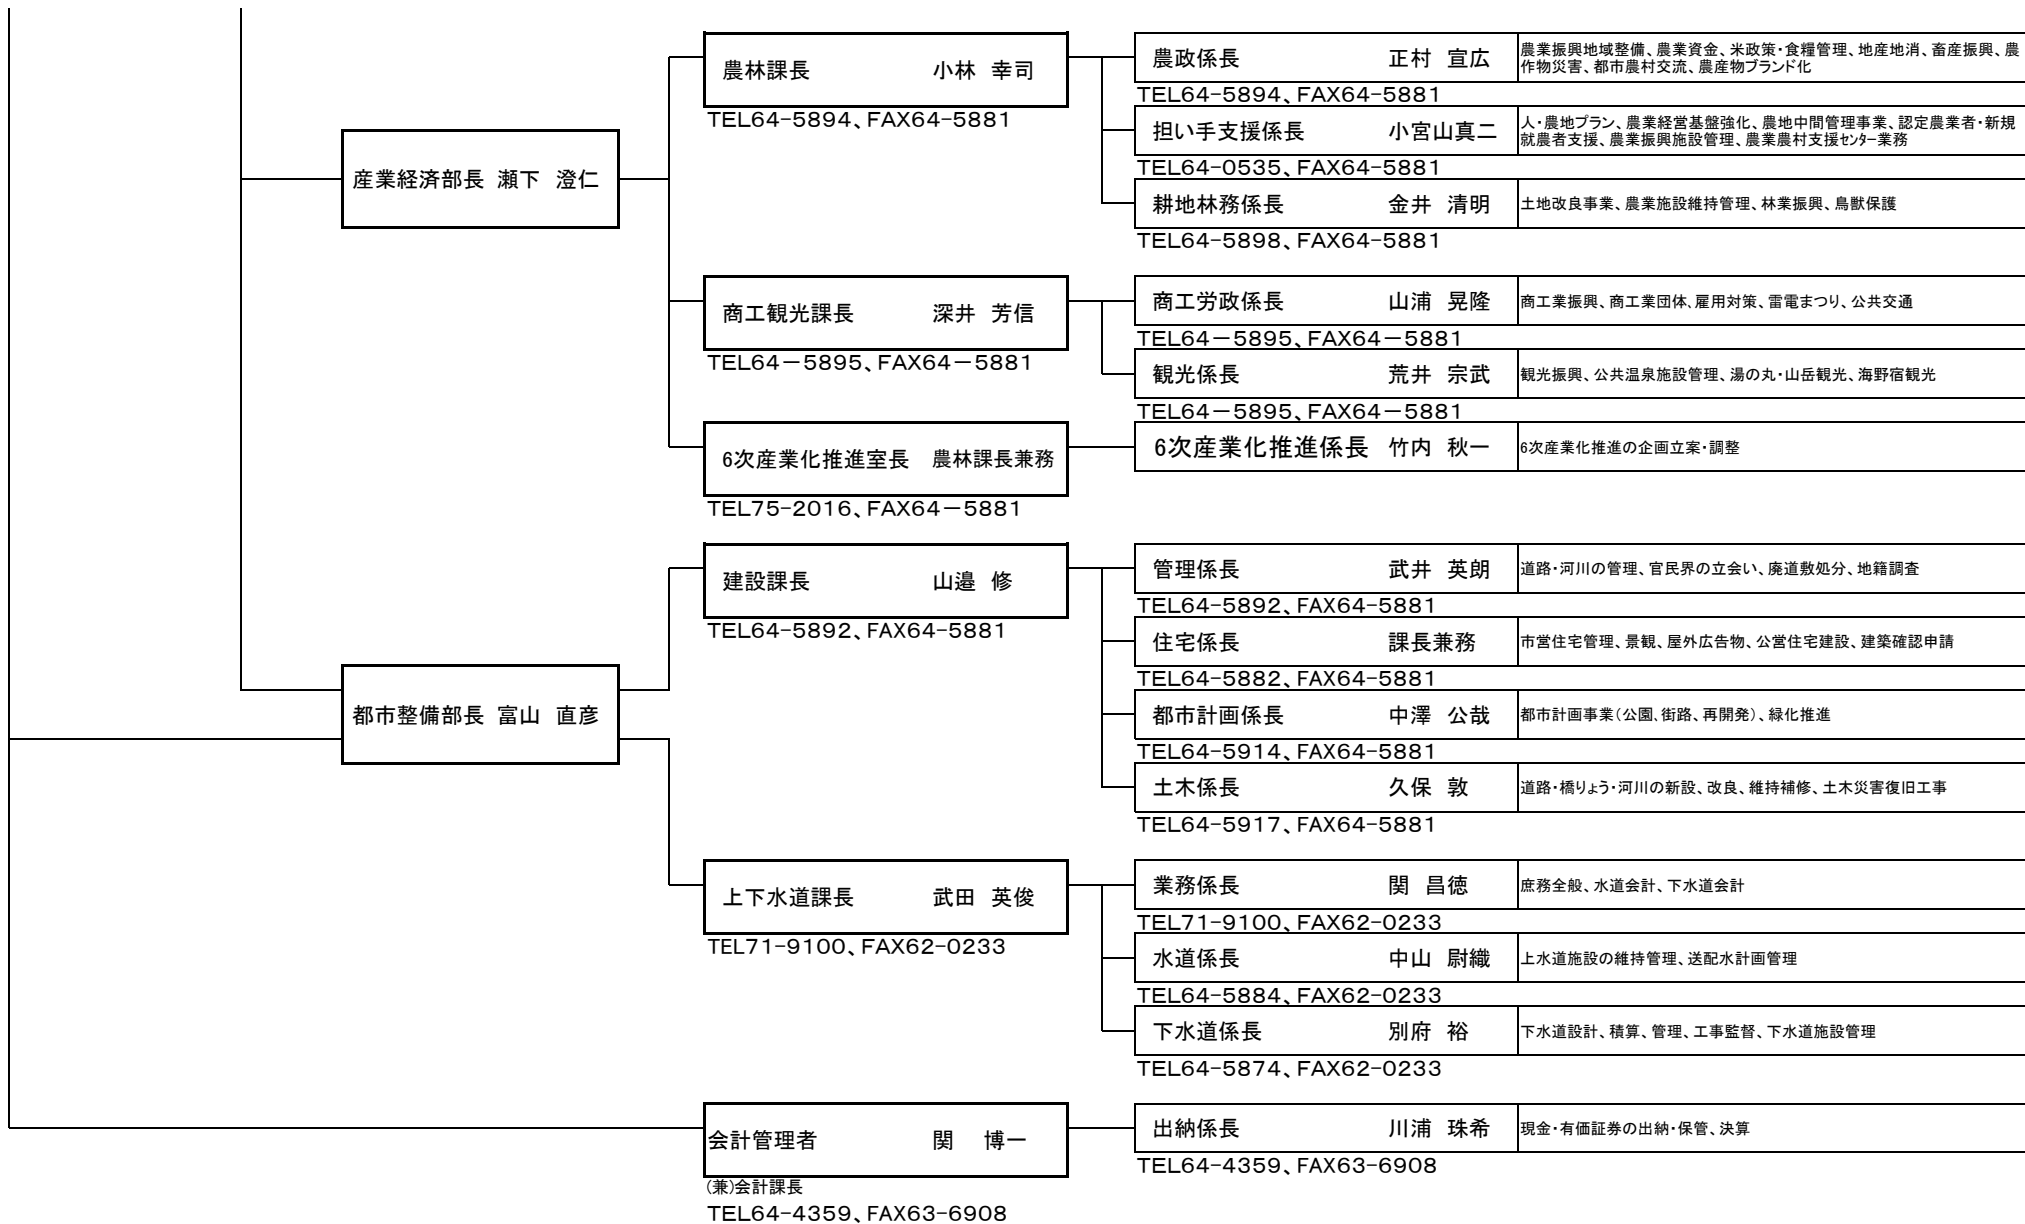 農林課長 小林 幸司
TEL64-5894、FAX64-5881
農政係長 正村 宣広
農業振興地域整備、農業資金、米政策・食糧管理、地産地消、畜産振興、農
作物災害、都市農村交流、農産物ブランド化
TEL64-5894、FAX64-5881
担い手支援係長 小宮山真二
人・農地プラン、農業経営基盤強化、農地中間管理事業、認定農業者・新規
就農者支援、農業振興施設管理、農業農村支援センター業務
TEL64-0535、FAX64-5881
産業経済部長 瀬下 澄仁
耕地林務係長 金井 清明
土地改良事業、農業施設維持管理、林業振興、鳥獣保護
TEL64-5898、FAX64-5881
商工観光課長 深井 芳信
TEL64－5895、FAX64－5881
商工労政係長 山浦 晃隆
商工業振興、商工業団体、雇用対策、雷電まつり、公共交通
TEL64－5895、FAX64－5881
観光係長 荒井 宗武
観光振興、公共温泉施設管理、湯の丸・山岳観光、海野宿観光
TEL64－5895、FAX64－5881
6次産業化推進室長 農林課長兼務
TEL75-2016、FAX64－5881
6次産業化推進係長 竹内 秋一
6次産業化推進の企画立案・調整
建設課長 山邉 修
TEL64-5892、FAX64-5881
管理係長 武井 英朗
道路・河川の管理、官民界の立会い、廃道敷処分、地籍調査
TEL64-5892、FAX64-5881
住宅係長 課長兼務
市営住宅管理、景観、屋外広告物、公営住宅建設、建築確認申請
TEL64-5882、FAX64-5881
都市整備部長 富山 直彦
都市計画係長 中澤 公哉
都市計画事業（公園、街路、再開発）、緑化推進
TEL64-5914、FAX64-5881
土木係長 久保 敦
道路・橋りょう・河川の新設、改良、維持補修、土木災害復旧工事
TEL64-5917、FAX64-5881
上下水道課長 武田 英俊
TEL71-9100、FAX62-0233
業務係長 関 昌徳
庶務全般、水道会計、下水道会計
TEL71-9100、FAX62-0233
水道係長 中山 尉織
上水道施設の維持管理、送配水計画管理
TEL64-5884、FAX62-0233
下水道係長 別府 裕
下水道設計、積算、管理、工事監督、下水道施設管理
TEL64-5874、FAX62-0233
会計管理者 関 博一
(兼)会計課長
TEL64-4359、FAX63-6908
出納係長 川浦 珠希
現金・有価証券の出納・保管、決算
TEL64-4359、FAX63-6908